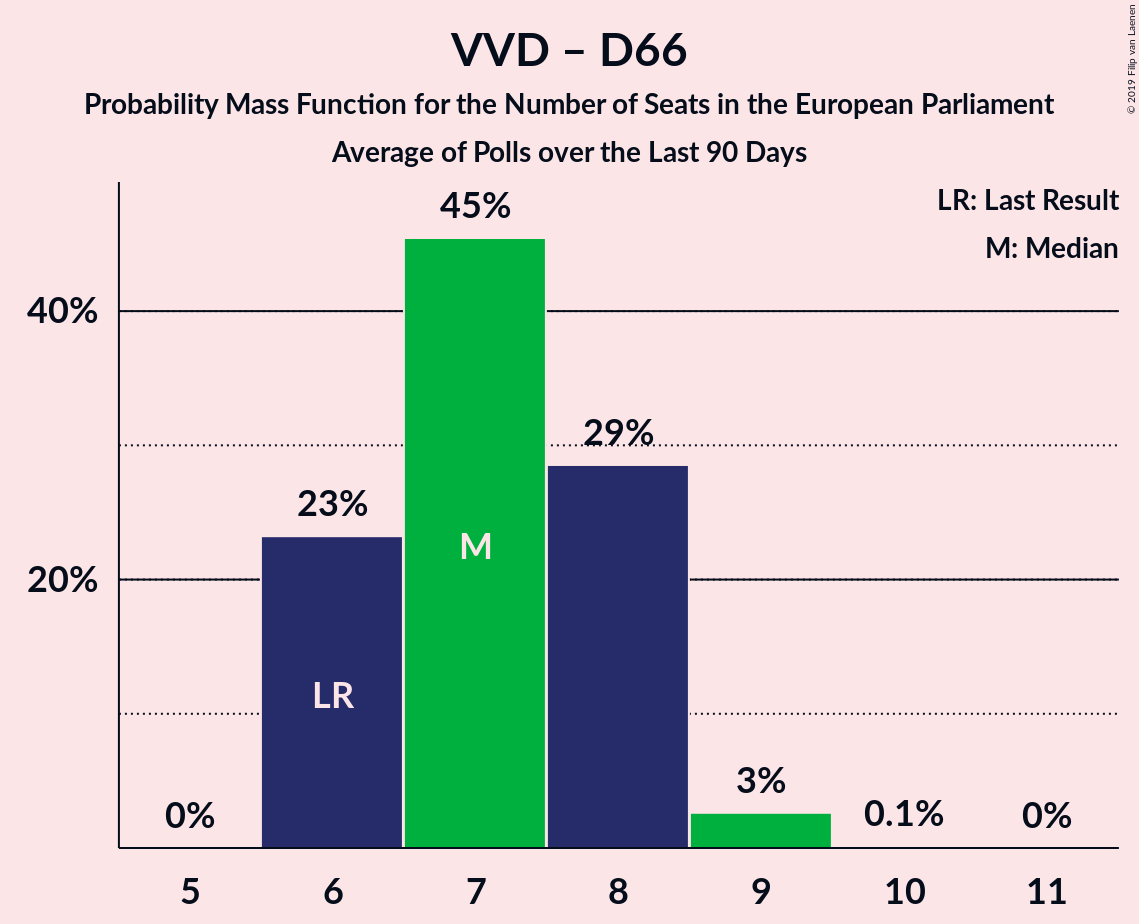 VVD – D66
Probability Mass Function for the Number of Seats in the European Parliament
Average of Polls over the Last 90 Days
© 2019 Filip van Laenen
LR: Last Result
M: Median
45%
40%
29%
23%
M
20%
LR
3%
0%
0.1%
0%
5 6 7 8 9 10 11